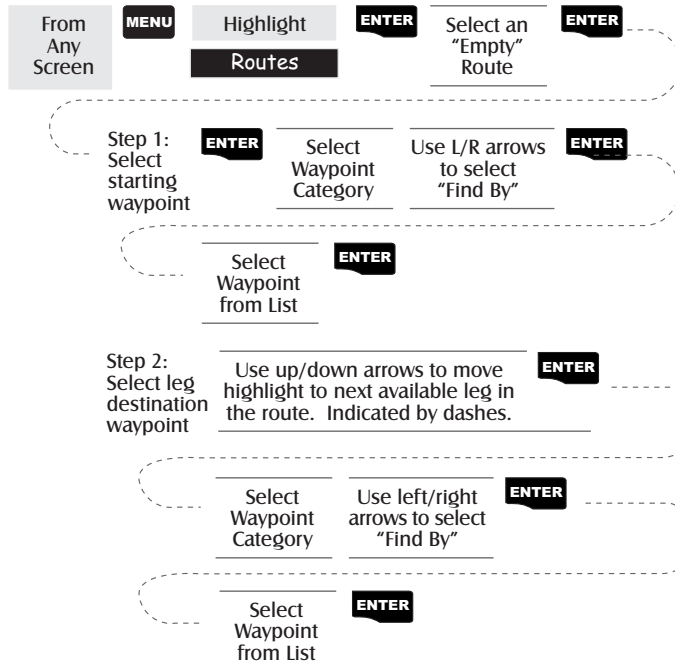 From Any Screen
MENU
Highlight
Routes
ENTER
Select an
“Empty”
Route
ENTER
Step 1:
Select
starting
waypoint
ENTER
Select
Waypoint
Category
Use L/R arrows
to select
“Find By”
ENTER
Select
Waypoint
from List
ENTER
Step 2:
Select leg
destination
waypoint
Use up/down arrows to move
highlight to next available leg in
the route.  Indicated by dashes.
ENTER
Select
Waypoint
Category
Use left/right
arrows to select
“Find By”
ENTER
Select
Waypoint
from List
ENTER